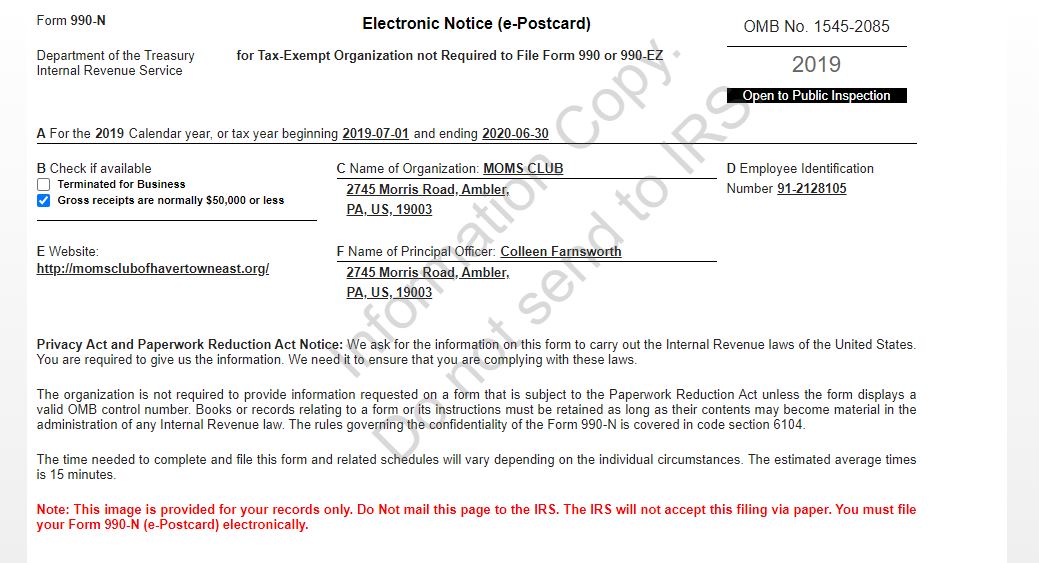 Form 990-N
Electronic Notice (e-Postcard)
OMB No. 1545-2085
Department of the Treasury
Internal Revenue Service
for Tax-Exempt Organization not Required to File Form 990 or 990-EZ
2019
Open to Public Inspection
A For the 2019 Calendar year, or tax year beginning 2019-07-01 and ending 2020-06-30
B Check if available
Terminated for Business
Gross receipts are normally $50,000 or less
C Name of Organization: MOMS CLUB
2745 Morris Road, Ambler,
PA, US, 19003
D Employee Identification
Number 91-2128105
E Website:
http://momsclubofhavertowneast.org/
F Name of Principal Officer: Colleen Farnsworth
2745 Morris Road, Ambler,
PA, US, 19003
Privacy Act and Paperwork Reduction Act Notice: We ask for the information on this form to carry out the Internal Revenue laws of the United States.
You are required to give us the information. We need it to ensure that you are complying with these laws.
The organization is not required to provide information requested on a form that is subject to the Paperwork Reduction Act unless the form displays a
valid OMB control number. Books or records relating to a form or its instructions must be retained as long as their contents may become material in the
administration of any Internal Revenue law. The rules governing the confidentiality of the Form 990-N is covered in code section 6104.
The time needed to complete and file this form and related schedules will vary depending on the individual circumstances. The estimated average times
is 15 minutes.
Note: This image is provided for your records only. Do Not mail this page to the IRS. The IRS will not accept this filing via paper. You must file
your Form 990-N (e-Postcard) electronically.
Information Copy.
Do not send to IRS